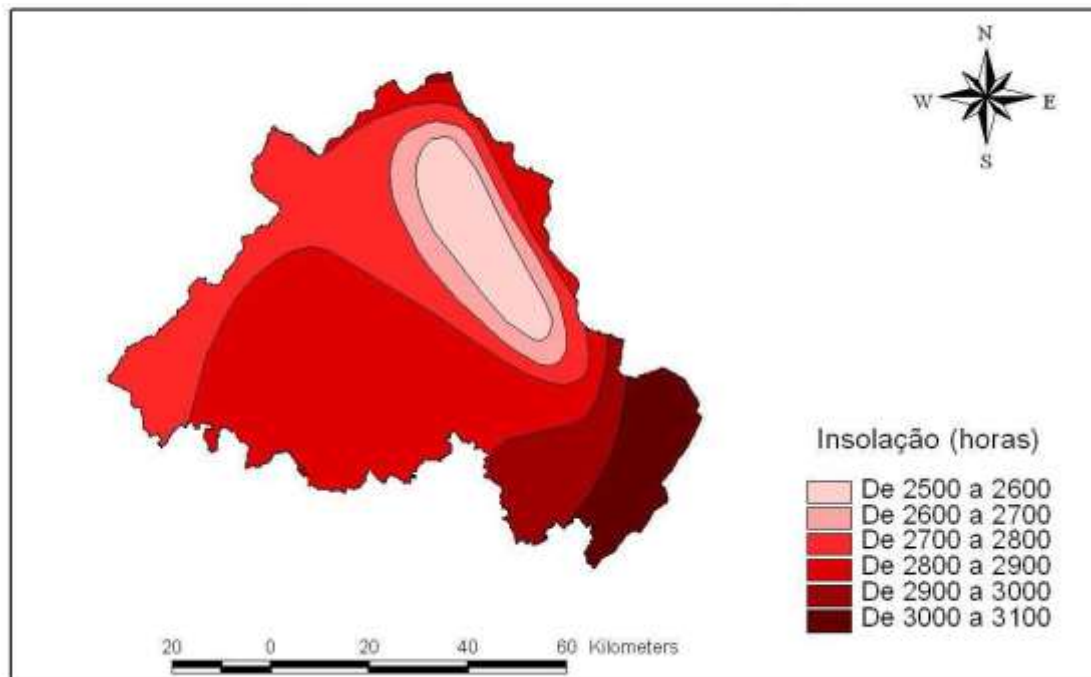 N
W E
S
Insolação (horas)
De 2500 a 2600
De 2600 a 2700
De 2700 a 2800
De 2800 a 2900
De 2900 a 3000
De 3000 a 3100
20 0 20 40 60 Kilometers